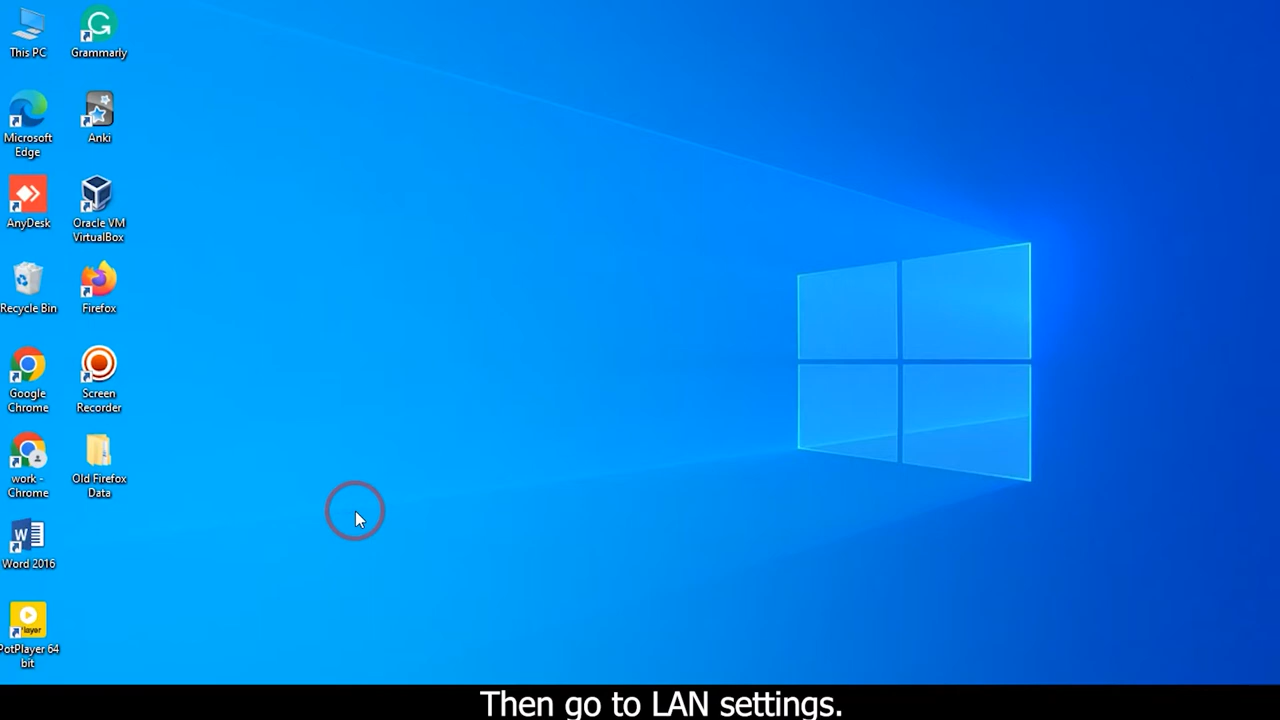 This PC
Grammarly
Microsoft
Edge
Anki
AnyDesk
Oracle VM
VirtualBox
Recycle Bin
Firefox
Google
Chrome
Screen
Recorder
work -
Chrome
Old Firefox
Data
Word 2016
Player
PotPlayer 64
bit
Then go to LAN settings.